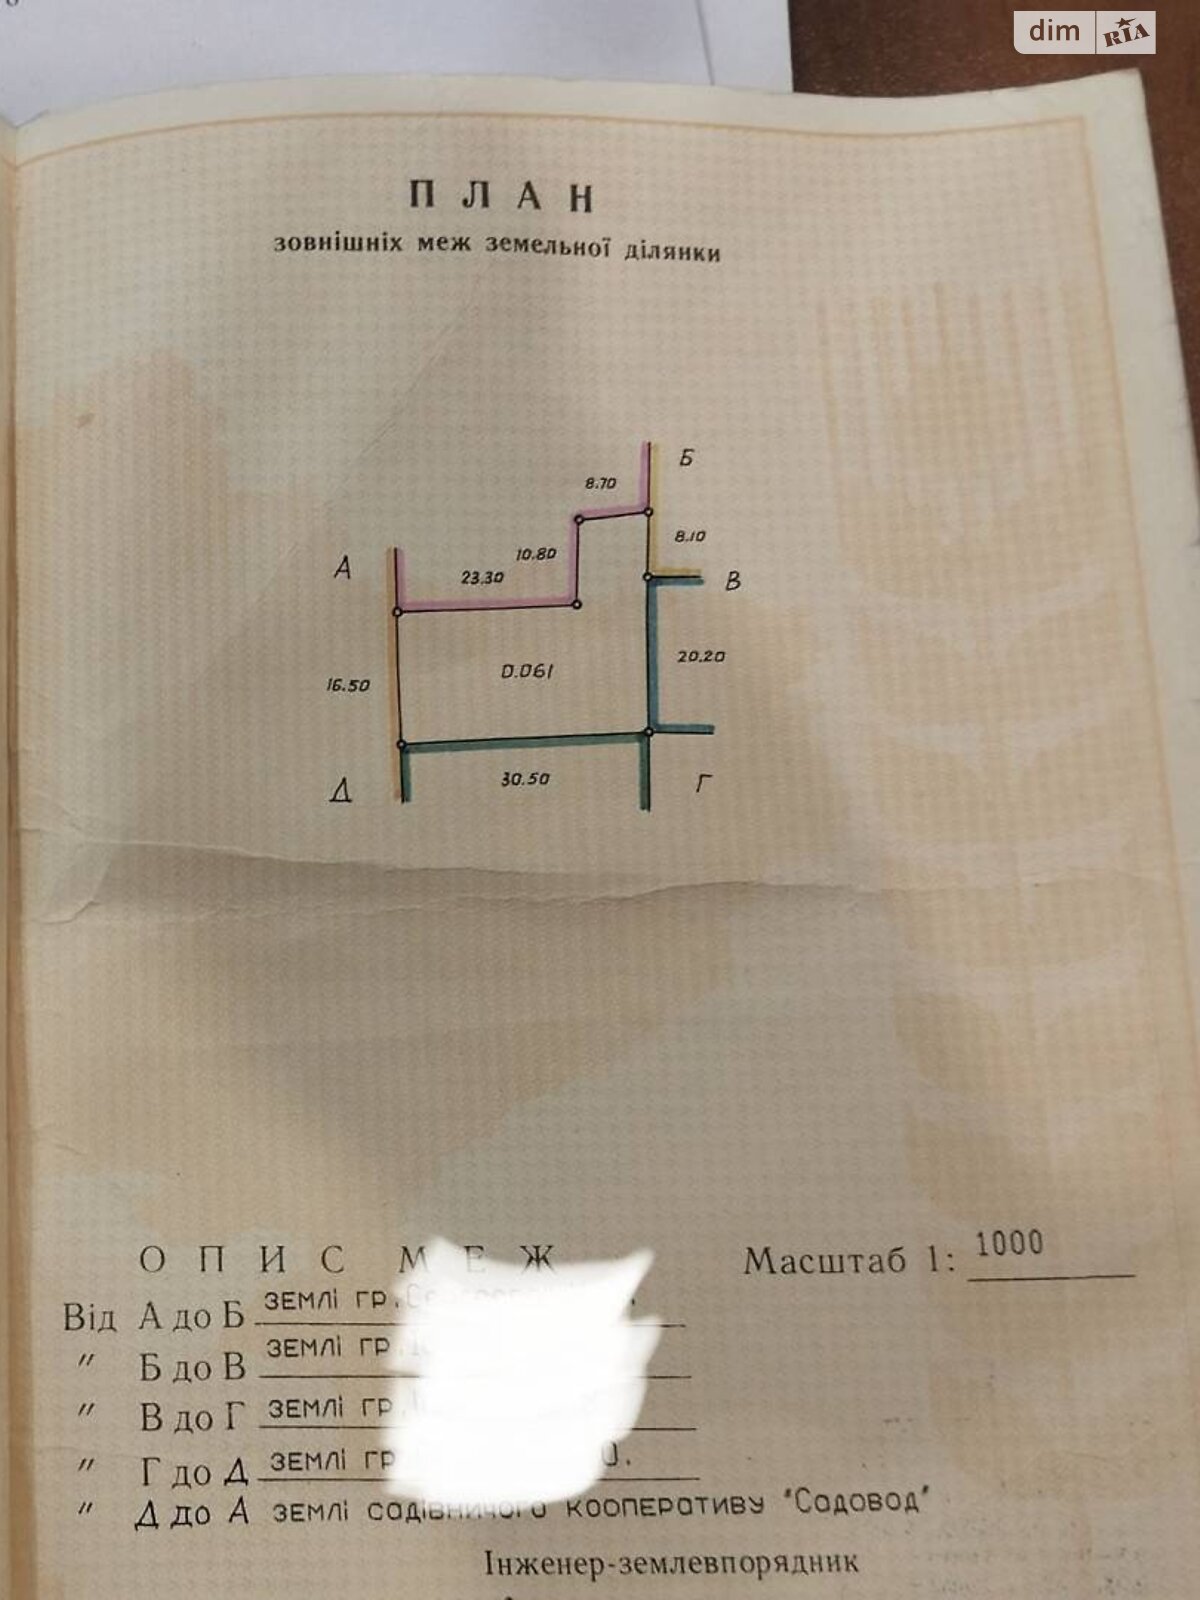 dim RIA
ПЛАН
зовнішніх меж земельної ділянки
Б
8.70
8.10
10.80
А
23.30
В
0.061
20.20
16.50
30.50
Д
Г
ОПИС МЕЖ
Масштаб 1: 1000
Від А до Б ЗЕМЛІ ГР.
" Б до В ЗЕМЛІ ГР.
" В до Г ЗЕМЛІ ГР.
" Г до Д ЗЕМЛІ ГР О.
" Д до А ЗЕМЛІ САДІВНИЧОГО КООПЕРАТИВУ "САДОВОД"
Інженер-землевпорядник